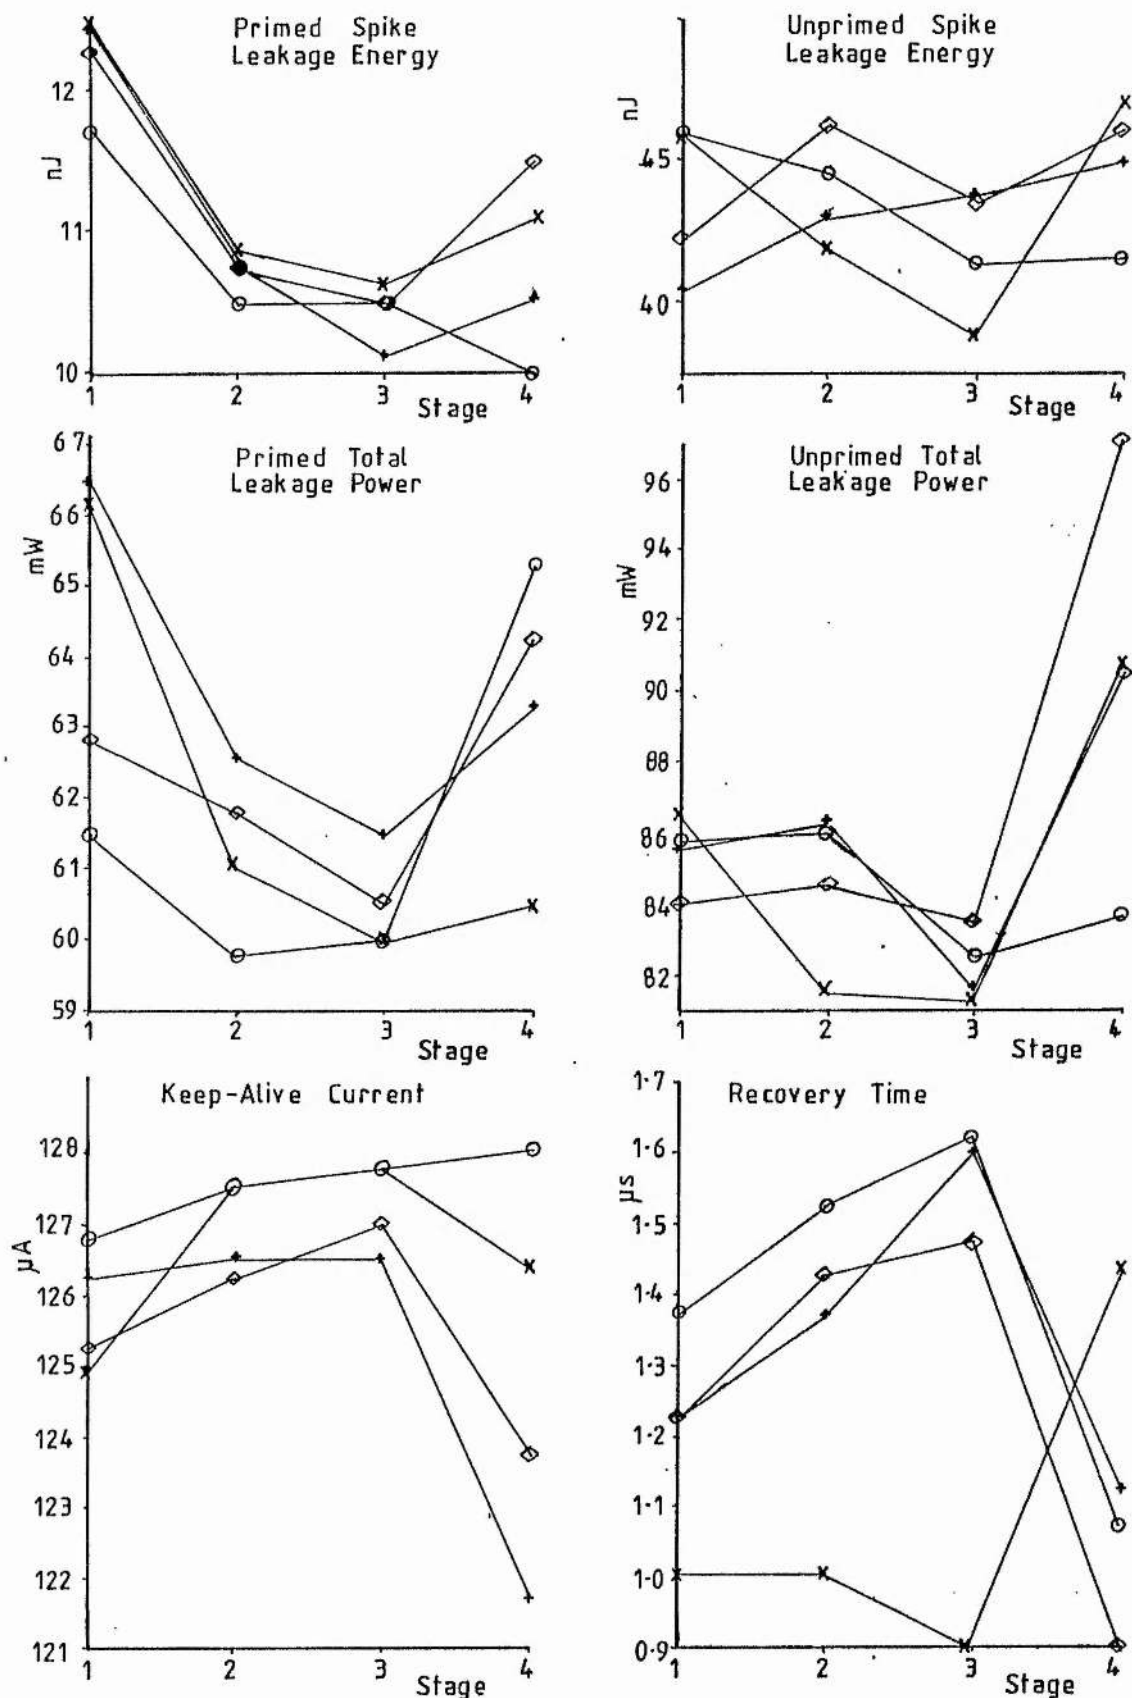 Primed Spike
Leakage Energy
12
11
10
nJ
1 2 3 4
Stage
Unprimed Spike
Leakage Energy
nJ
45
40
1 2 3 4
Stage
Primed Total
Leakage Power
67
66
65
64
63
62
61
60
59
mW
1 2 3 4
Stage
Unprimed Total
Leakage Power
96
94
92
90
88
86
84
82
mW
1 2 3 4
Stage
Keep-Alive Current
128
127
126
125
124
123
122
121
µA
1 2 3 4
Stage
Recovery Time
1·7
1·6
1·5
1·4
1·3
1·2
1·1
1·0
0·9
µs
1 2 3 4
Stage